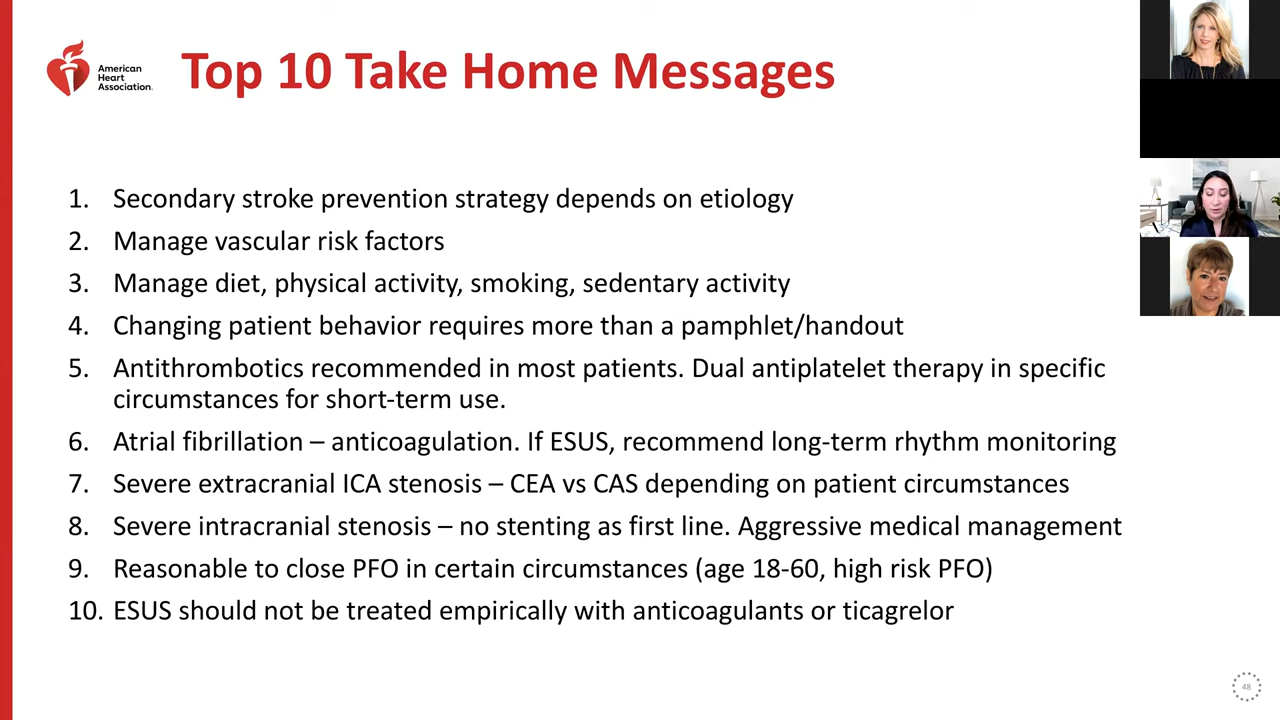 American
Heart
Association.
Top 10 Take Home Messages
1. Secondary stroke prevention strategy depends on etiology
2. Manage vascular risk factors
3. Manage diet, physical activity, smoking, sedentary activity
4. Changing patient behavior requires more than a pamphlet/handout
5. Antithrombotics recommended in most patients. Dual antiplatelet therapy in specific
circumstances for short-term use.
6. Atrial fibrillation – anticoagulation. If ESUS, recommend long-term rhythm monitoring
7. Severe extracranial ICA stenosis – CEA vs CAS depending on patient circumstances
8. Severe intracranial stenosis – no stenting as first line. Aggressive medical management
9. Reasonable to close PFO in certain circumstances (age 18-60, high risk PFO)
10. ESUS should not be treated empirically with anticoagulants or ticagrelor
48